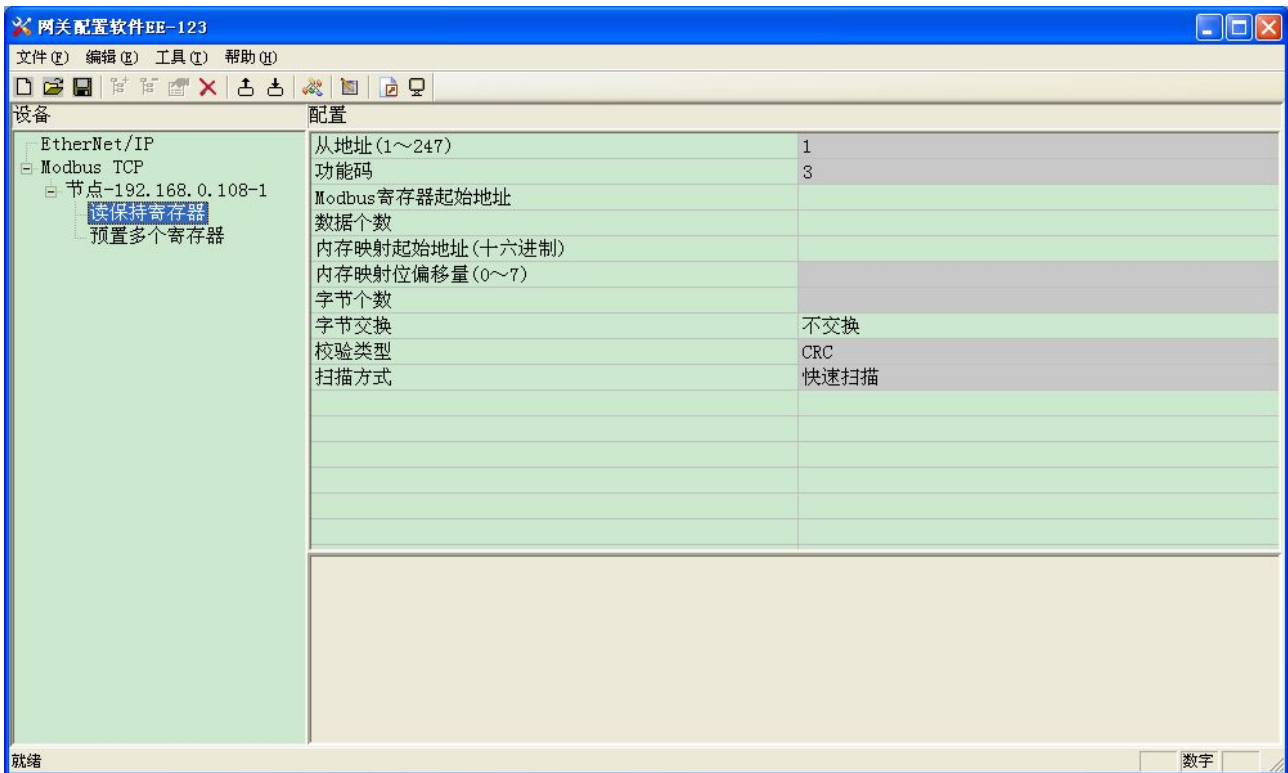 网关配置软件EE-123
文件(F) 编辑(E) 工具(T) 帮助(H)
设备
EtherNet/IP
Modbus TCP
节点-192.168.0.108-1
读保持寄存器
预置多个寄存器
配置
从地址(1～247) 1
功能码 3
Modbus寄存器起始地址
数据个数
内存映射起始地址(十六进制)
内存映射位偏移量(0～7)
字节个数
字节交换 不交换
校验类型 CRC
扫描方式 快速扫描
就绪
数字